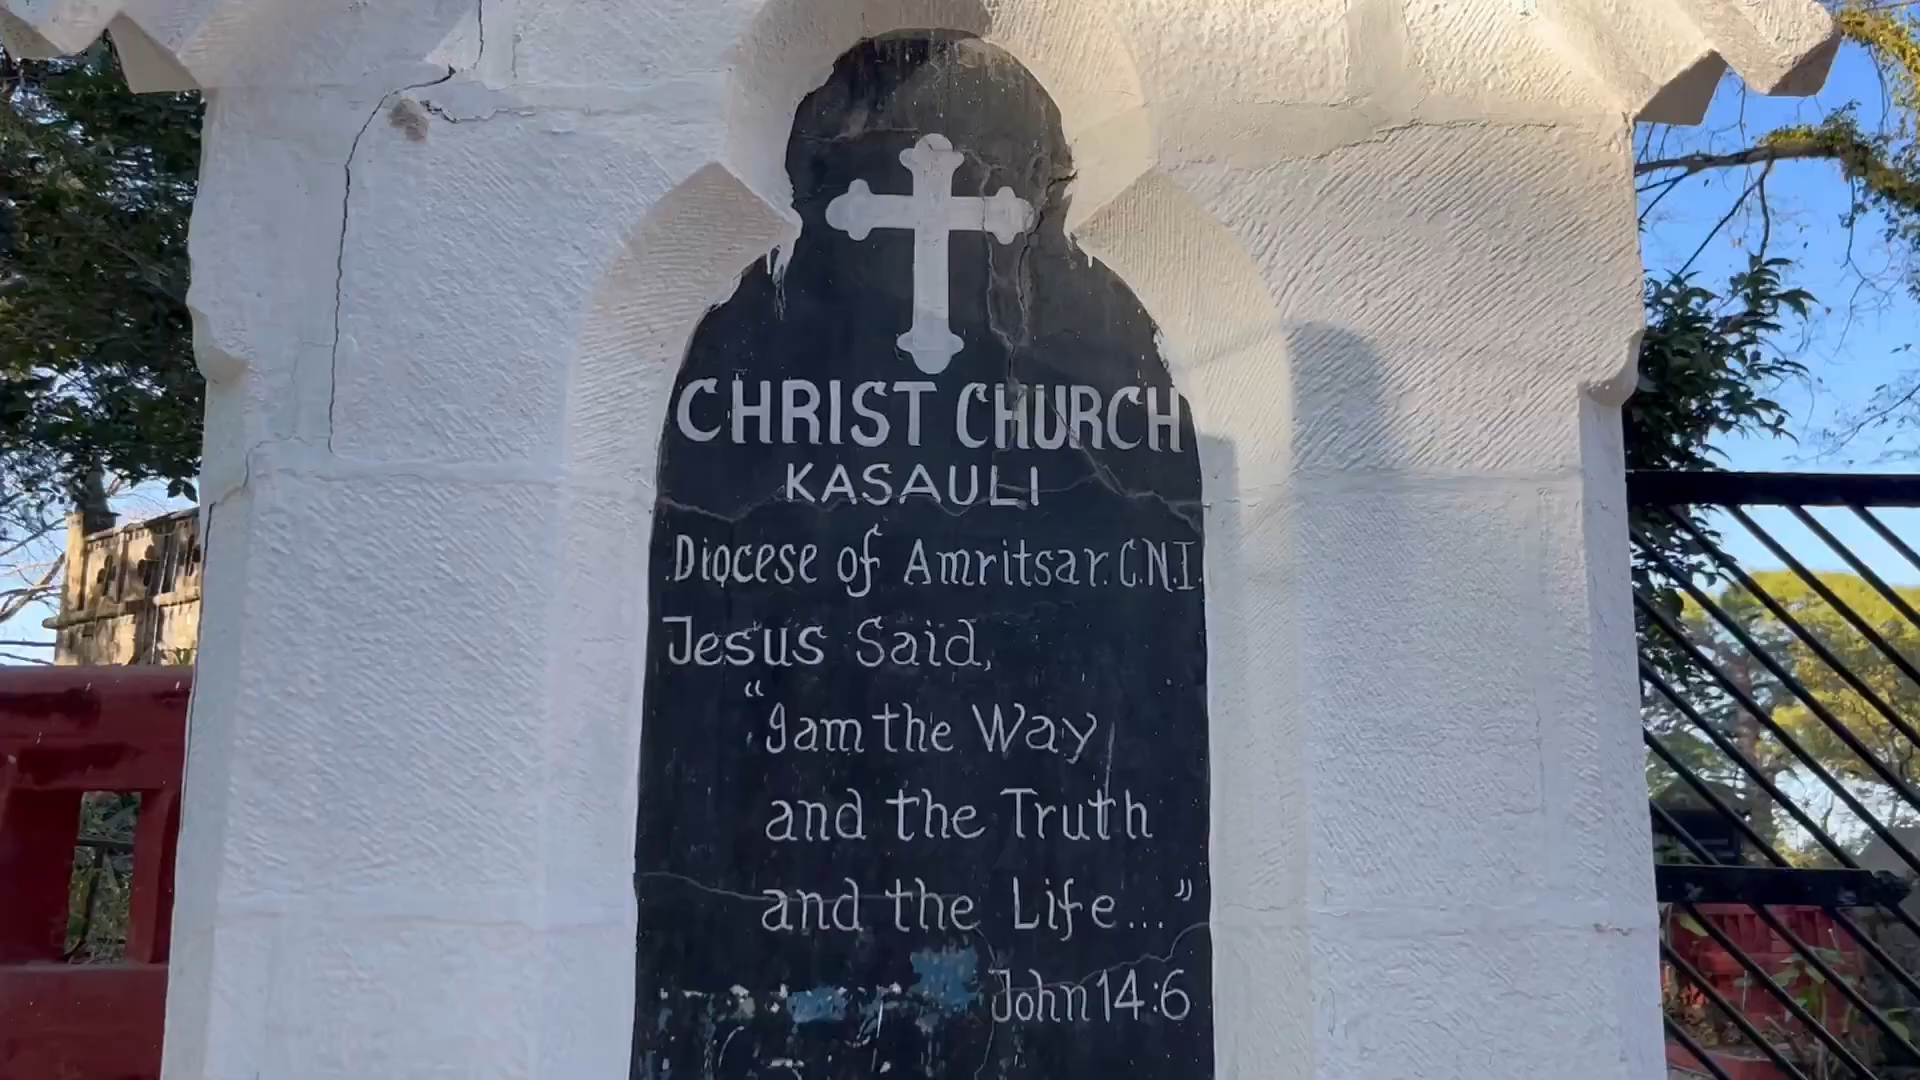 CHRIST CHURCH
KASAULI
Diocese of Amritsar. C.N.I.
Jesus Said,
"I am the Way
and the Truth
and the Life..."
John 14:6